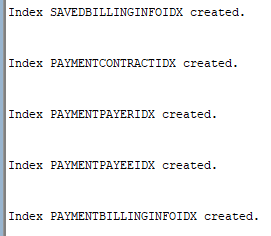 Index SAVEDBILLINGINFOIDX created.
Index PAYMENTCONTRACTIDX created.
Index PAYMENTPAYERIDX created.
Index PAYMENTPAYEEIDX created.
Index PAYMENTBILLINGINFOIDX created.